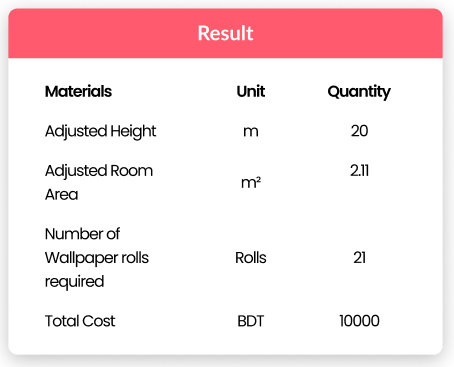 Result
Materials Unit Quantity
Adjusted Height m 20
Adjusted Room
Area m² 2.11
Number of
Wallpaper rolls Rolls 21
required
Total Cost BDT 10000